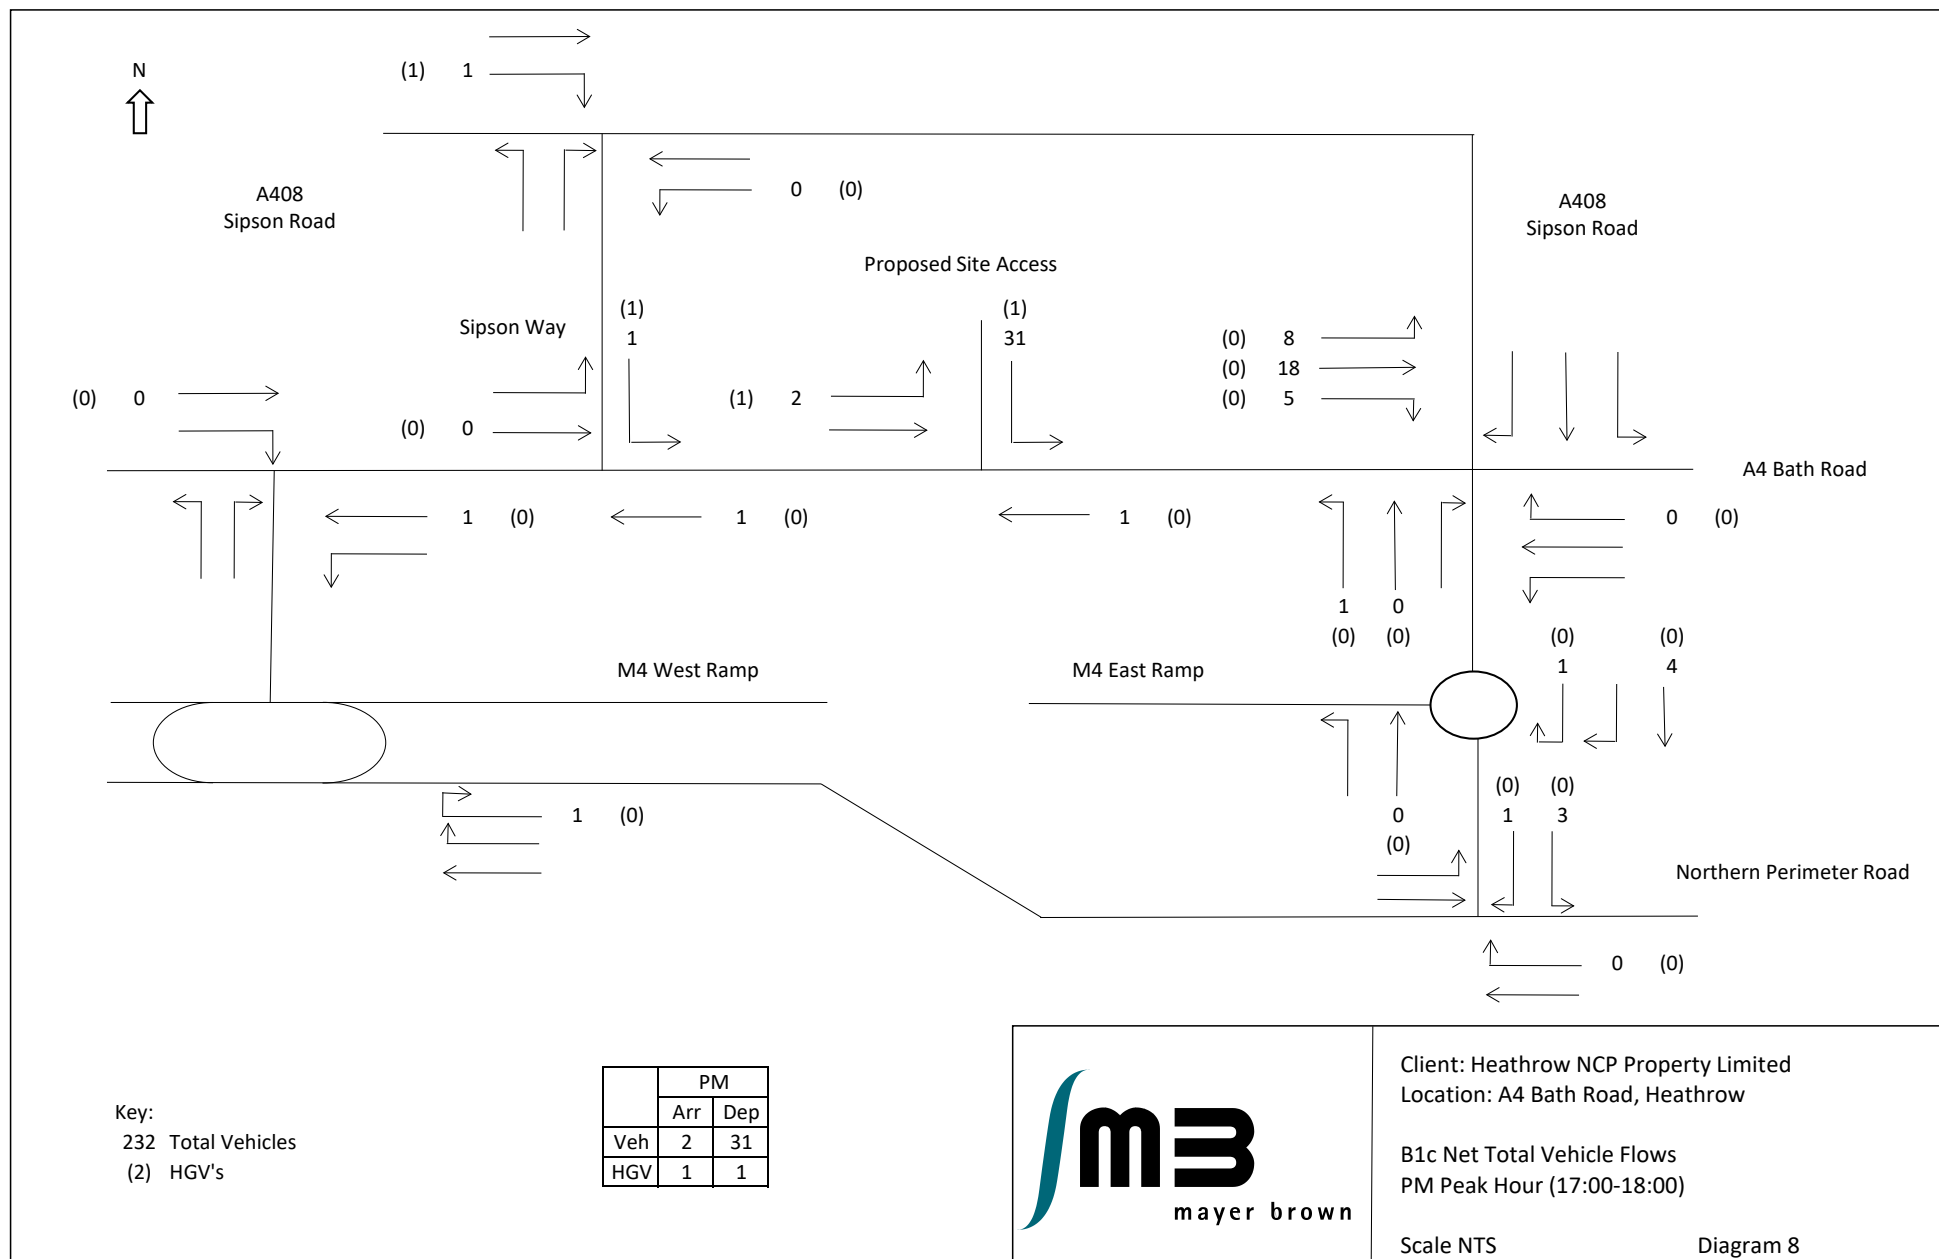 N
(1) 1
A408
Sipson Road
0 (0)
A408
Sipson Road
Proposed Site Access
Sipson Way
(1)
1
(1)
31
(0) 8
(0) 18
(0) 5
(0) 0
(0) 0
(1) 2
A4 Bath Road
1 (0)
1 (0)
1 (0)
0 (0)
1 0
(0) (0)
(0) (0)
1 4
M4 West Ramp
M4 East Ramp
1 (0)
0
(0)
(0) (0)
1 3
Northern Perimeter Road
0 (0)
Key:
232 Total Vehicles
(2) HGV's
PM
Arr Dep
Veh 2 31
HGV 1 1
mayer brown
Client: Heathrow NCP Property Limited
Location: A4 Bath Road, Heathrow
B1c Net Total Vehicle Flows
PM Peak Hour (17:00-18:00)
Scale NTS Diagram 8